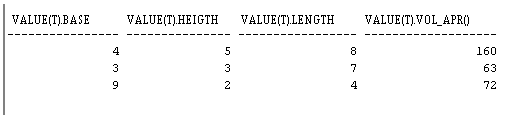 VALUE(T).BASE VALUE(T).HEIGTH VALUE(T).LENGTH VALUE(T).VOL_APR()
4 5 8 160
3 3 7 63
9 2 4 72